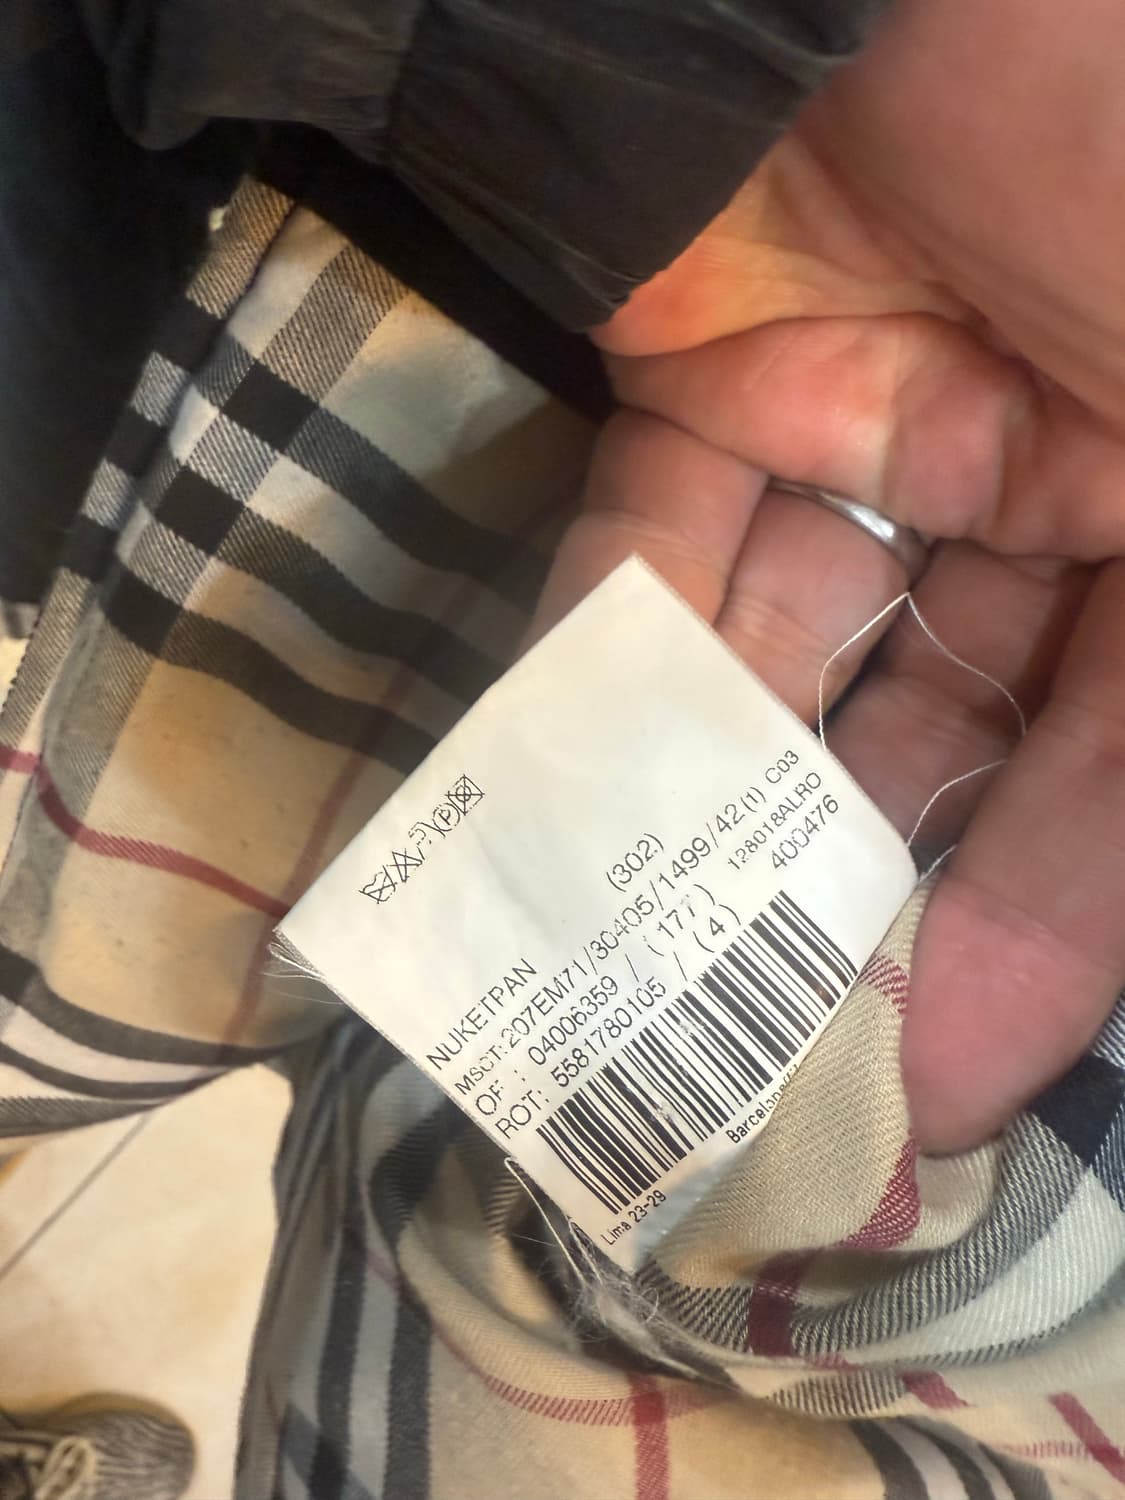 (302)
NUKETPAN
MSCT:207EM71/30405/1499/42(1) C03
OF : 04006359 / (177) 128018ALRO
ROT: 5581780105 / (4) 400476
Lima 23-29